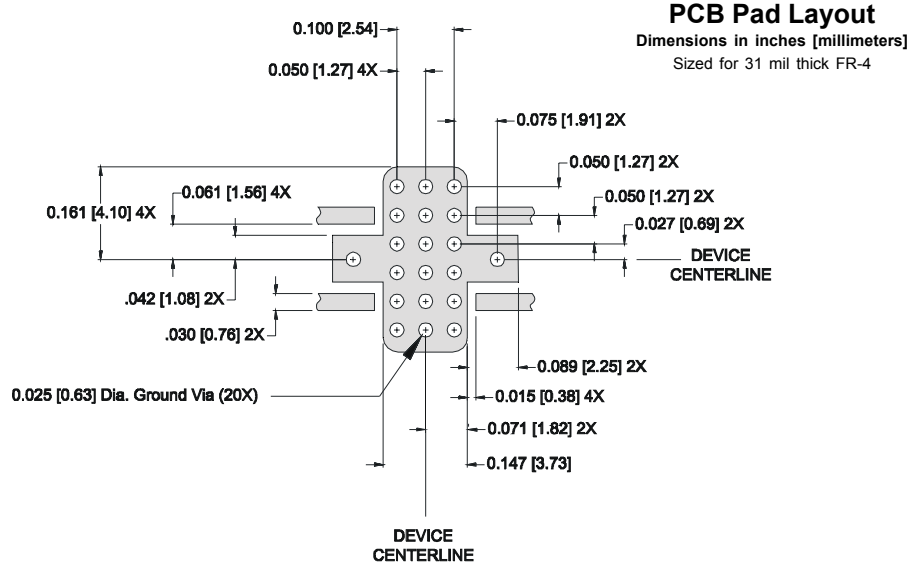 PCB Pad Layout
Dimensions in inches [millimeters]
Sized for 31 mil thick FR-4
0.100 [2.54]
0.050 [1.27] 4X
0.075 [1.91] 2X
0.050 [1.27] 2X
0.061 [1.56] 4X
0.050 [1.27] 2X
0.161 [4.10] 4X
0.027 [0.69] 2X
DEVICE
CENTERLINE
.042 [1.08] 2X
.030 [0.76] 2X
0.089 [2.25] 2X
0.025 [0.63] Dia. Ground Via (20X)
0.015 [0.38] 4X
0.071 [1.82] 2X
0.147 [3.73]
DEVICE
CENTERLINE